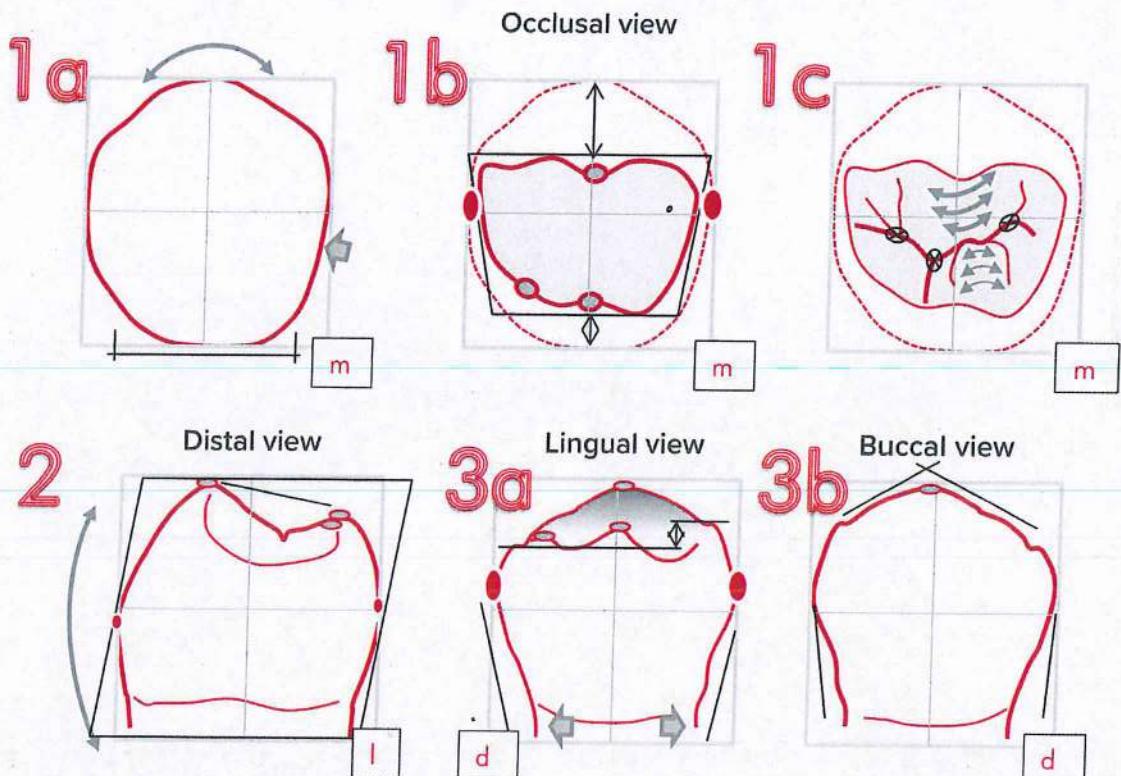 Occlusal view
1a
1b
1c
m
m
m
Distal view
Lingual view
Buccal view
2
3a
3b
l
d
d